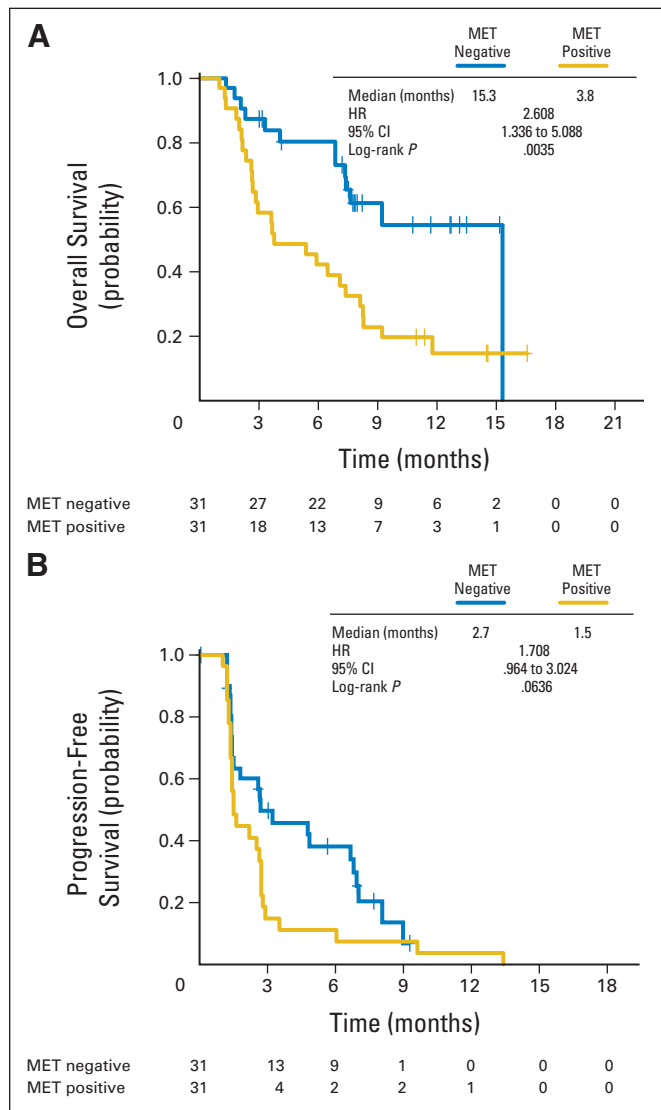 A
MET Negative MET Positive
Median (months) 15.3 3.8
HR 2.608
95% CI 1.336 to 5.088
Log-rank P .0035
Overall Survival (probability)
1.0
0.8
0.6
0.4
0.2
0 3 6 9 12 15 18 21
Time (months)
MET negative 31 27 22 9 6 2 0 0
MET positive 31 18 13 7 3 1 0 0
B
MET Negative MET Positive
Median (months) 2.7 1.5
HR 1.708
95% CI .964 to 3.024
Log-rank P .0636
Progression-Free Survival (probability)
1.0
0.8
0.6
0.4
0.2
0 3 6 9 12 15 18
Time (months)
MET negative 31 13 9 1 0 0 0
MET positive 31 4 2 2 1 0 0